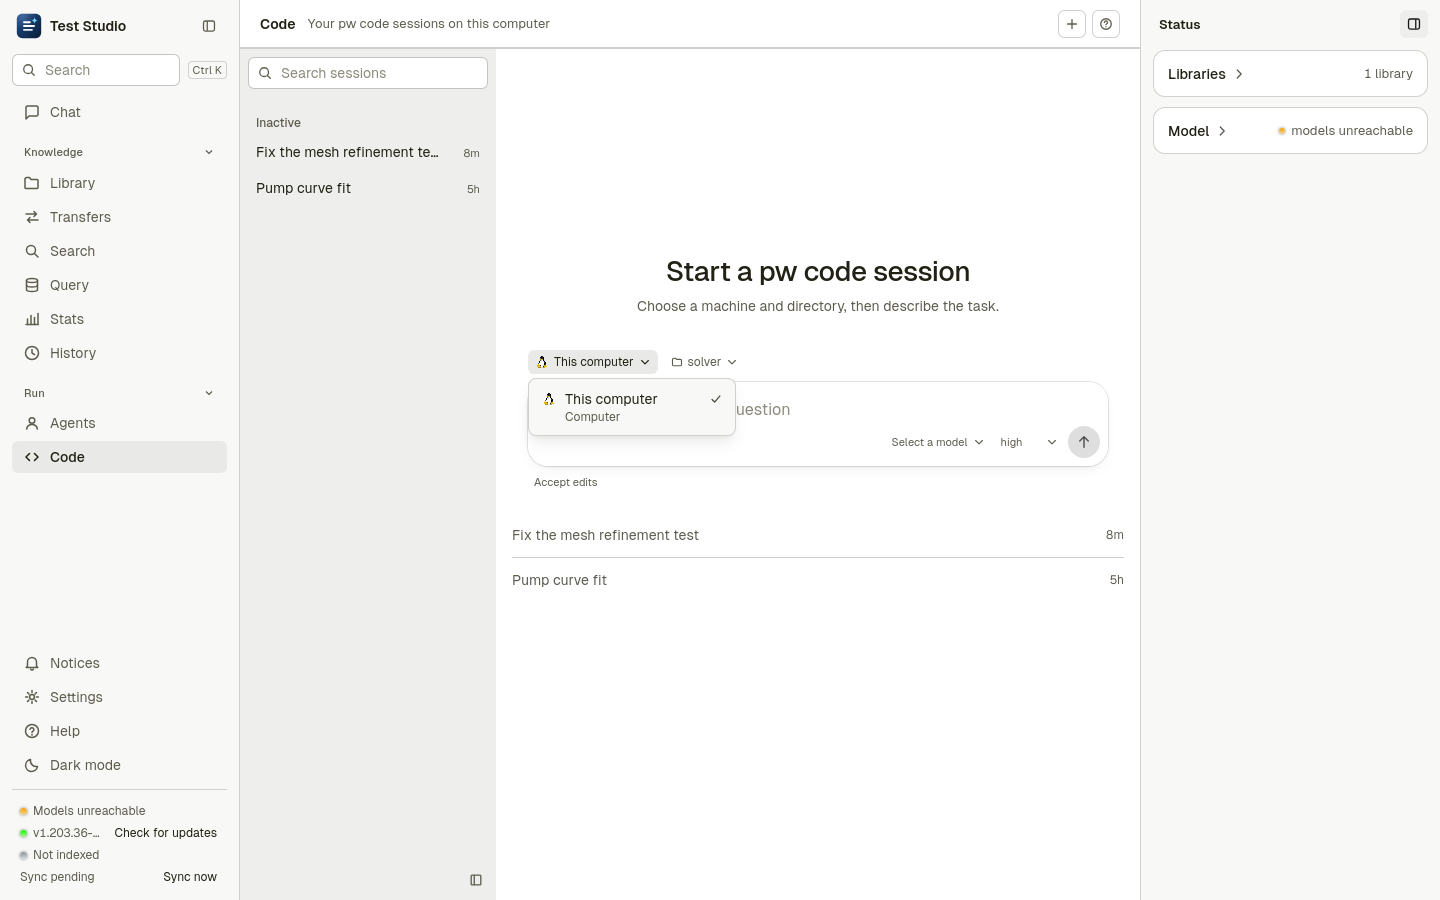 Test Studio
Search
Ctrl K
Chat
Knowledge
Library
Transfers
Search
Query
Stats
History
Run
Agents
Code
Notices
Settings
Help
Dark mode
Models unreachable
v1.203.36-... Check for updates
Not indexed
Sync pending Sync now
Code Your pw code sessions on this computer
Search sessions
Inactive
Fix the mesh refinement te... 8m
Pump curve fit 5h
Start a pw code session
Choose a machine and directory, then describe the task.
This computer solver
This computer
Computer
uestion
Select a model high
Accept edits
Fix the mesh refinement test 8m
Pump curve fit 5h
Status
Libraries 1 library
Model models unreachable